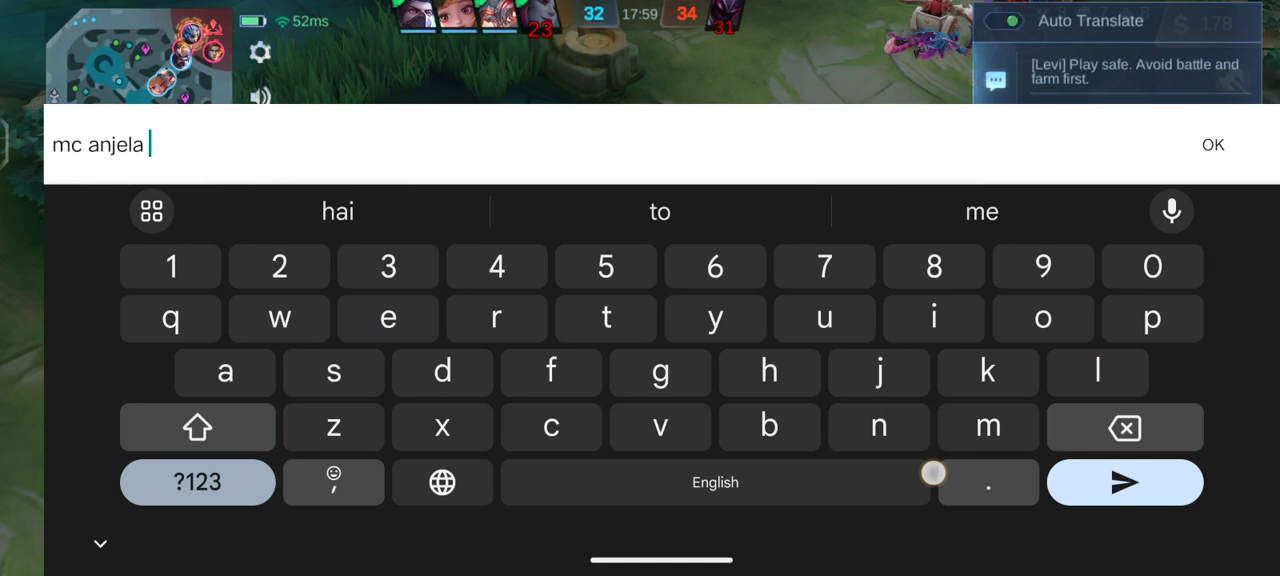 52ms
23
32 17:59 34
31
Auto Translate
$ 178
[Levi] Play safe. Avoid battle and
farm first.
mc anjela
OK
hai to me
1 2 3 4 5 6 7 8 9 0
q w e r t y u i o p
a s d f g h j k l
z x c v b n m
?123 , English .